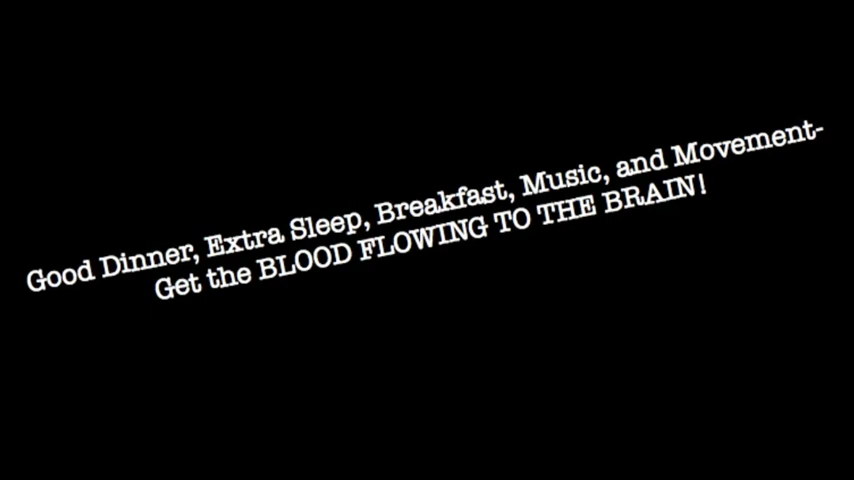 Good Dinner, Extra Sleep, Breakfast, Music, and Movement-
Get the BLOOD FLOWING TO THE BRAIN!